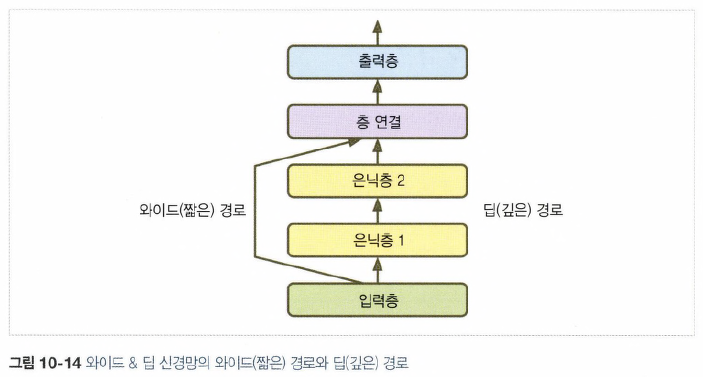 출력층
층 연결
은닉층 2
와이드(짧은) 경로
딥(깊은) 경로
은닉층 1
입력층
그림 10-14 와이드 & 딥 신경망의 와이드(짧은) 경로와 딥(깊은) 경로